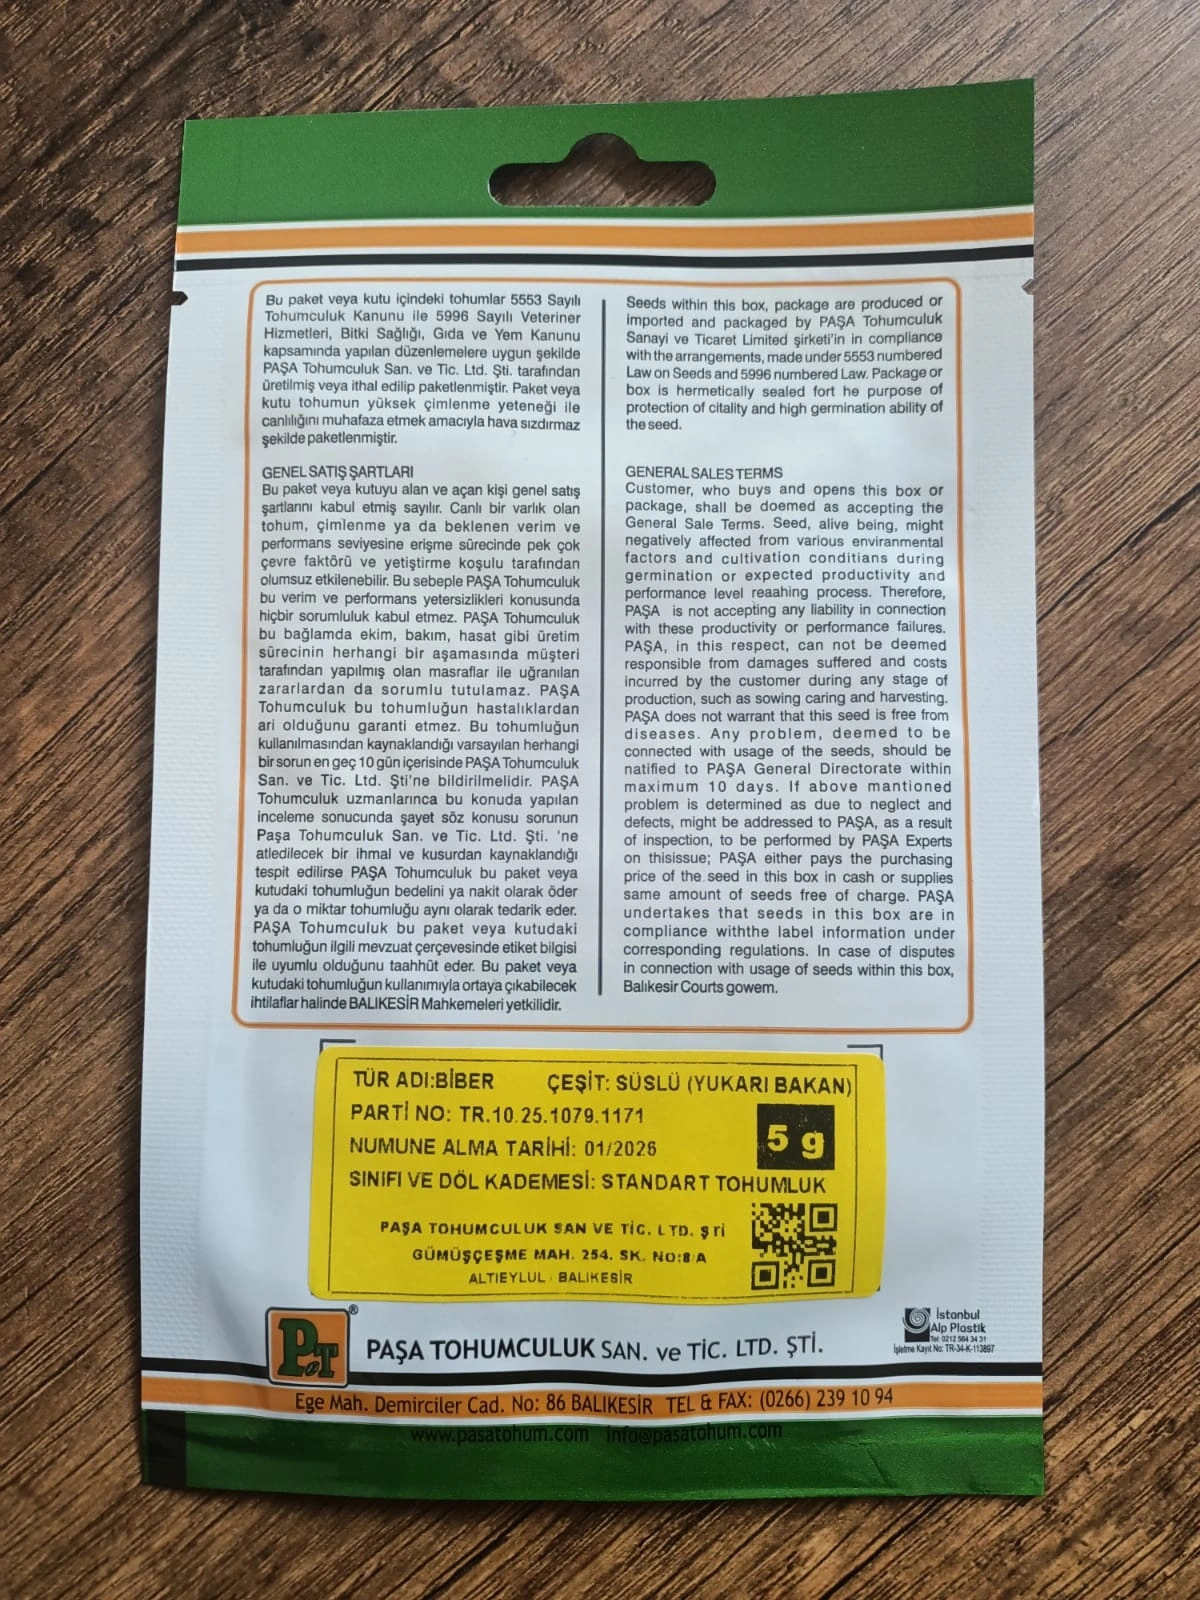 Bu paket veya kutu içindeki tohumlar 5553 Sayılı
Tohumculuk Kanunu ile 5996 Sayılı Veteriner
Hizmetleri, Bitki Sağlığı, Gıda ve Yem Kanunu
kapsamında yapılan düzenlemelere uygun şekilde
PAŞA Tohumculuk San. ve Tic. Ltd. Şti. tarafından
üretilmiş veya ithal edilip paketlenmiştir. Paket veya
kutu tohumun yüksek çimlenme yeteneği ile
canlılığını muhafaza etmek amacıyla hava sızdırmaz
şekilde paketlenmiştir.
GENEL SATIŞ ŞARTLARI
Bu paket veya kutuyu alan ve açan kişi genel satış
şartlarını kabul etmiş sayılır. Canlı bir varlık olan
tohum, çimlenme ya da beklenen verim ve
performans seviyesine erişme sürecinde pek çok
çevre faktörü ve yetiştirme koşulu tarafından
olumsuz etkilenebilir. Bu sebeple PAŞA Tohumculuk
bu verim ve performans yetersizlikleri konusunda
hiçbir sorumluluk kabul etmez. PAŞA Tohumculuk
bu bağlamda ekim, bakım, hasat gibi üretim
sürecinin herhangi bir aşamasında müşteri
tarafından yapılmış olan masraflar ile uğranılan
zararlardan da sorumlu tutulamaz. PAŞA
Tohumculuk bu tohumluğun hastalıklardan
ari olduğunu garanti etmez. Bu tohumluğun
kullanılmasından kaynaklandığı varsayılan herhangi
bir sorun en geç 10 gün içerisinde PAŞA Tohumculuk
San. ve Tic. Ltd. Şti'ne bildirilmelidir. PAŞA
Tohumculuk uzmanlarınca bu konuda yapılan
inceleme sonucunda şayet söz konusu sorunun
Paşa Tohumculuk San. ve Tic. Ltd. Şti. 'ne
atledilecek bir ihmal ve kusurdan kaynaklandığı
tespit edilirse PAŞA Tohumculuk bu paket veya
kutudaki tohumluğun bedelini ya nakit olarak öder
ya da o miktar tohumluğu aynı olarak tedarik eder.
PAŞA Tohumculuk bu paket veya kutudaki
tohumluğun ilgili mevzuat çerçevesinde etiket bilgisi
ile uyumlu olduğunu taahhüt eder. Bu paket veya
kutudaki tohumluğun kullanımıyla ortaya çıkabilecek
ihtilaflar halinde BALIKESİR Mahkemeleri yetkilidir.
Seeds within this box, package are produced or
imported and packaged by PAŞA Tohumculuk
Sanayi ve Ticaret Limited şirketi'in in compliance
with the arrangements, made under 5553 numbered
Law on Seeds and 5996 numbered Law. Package or
box is hermetically sealed fort he purpose of
protection of citality and high germination ability of
the seed.
GENERAL SALES TERMS
Customer, who buys and opens this box or
package, shall be doemed as accepting the
General Sale Terms. Seed, alive being, might
negatively affected from various enviranmental
factors and cultivation conditians during
germination or expected productivity and
performance level reaahing process. Therefore,
PAŞA is not accepting any liability in connection
with these productivity or performance failures.
PAŞA, in this respect, can not be deemed
responsible from damages suffered and costs
incurred by the customer during any stage of
production, such as sowing caring and harvesting.
PAŞA does not warrant that this seed is free from
diseases. Any problem, deemed to be
connected with usage of the seeds, should be
natified to PAŞA General Directorate within
maximum 10 days. If above mantioned
problem is determined as due to neglect and
defects, might be addressed to PAŞA, as a result
of inspection, to be performed by PAŞA Experts
on thisissue; PAŞA either pays the purchasing
price of the seed in this box in cash or supplies
same amount of seeds free of charge. PAŞA
undertakes that seeds in this box are in
compliance withthe label information under
corresponding regulations. In case of disputes
in connection with usage of seeds within this box,
Balıkesir Courts gowem.
TÜR ADI:BİBER ÇEŞİT: SÜSLÜ (YUKARI BAKAN)
PARTİ NO: TR.10.25.1079.1171
NUMUNE ALMA TARİHİ: 01/2026
5 g
SINIFI VE DÖL KADEMESİ: STANDART TOHUMLUK
PAŞA TOHUMCULUK SAN VE TİC. LTD. ŞTİ
GÜMÜŞÇEŞME MAH. 254. SK. NO:8/A
ALTIEYLUL / BALIKESİR
PvT ®
PAŞA TOHUMCULUK SAN. ve TİC. LTD. ŞTİ.
İstanbul
Alp Plastik
Tel: 0212 564 34 31
İşletme Kayıt No: TR-34-K-113897
Ege Mah. Demirciler Cad. No: 86 BALIKESİR TEL & FAX: (0266) 239 10 94
www.pasatohum.com info@pasatohum.com